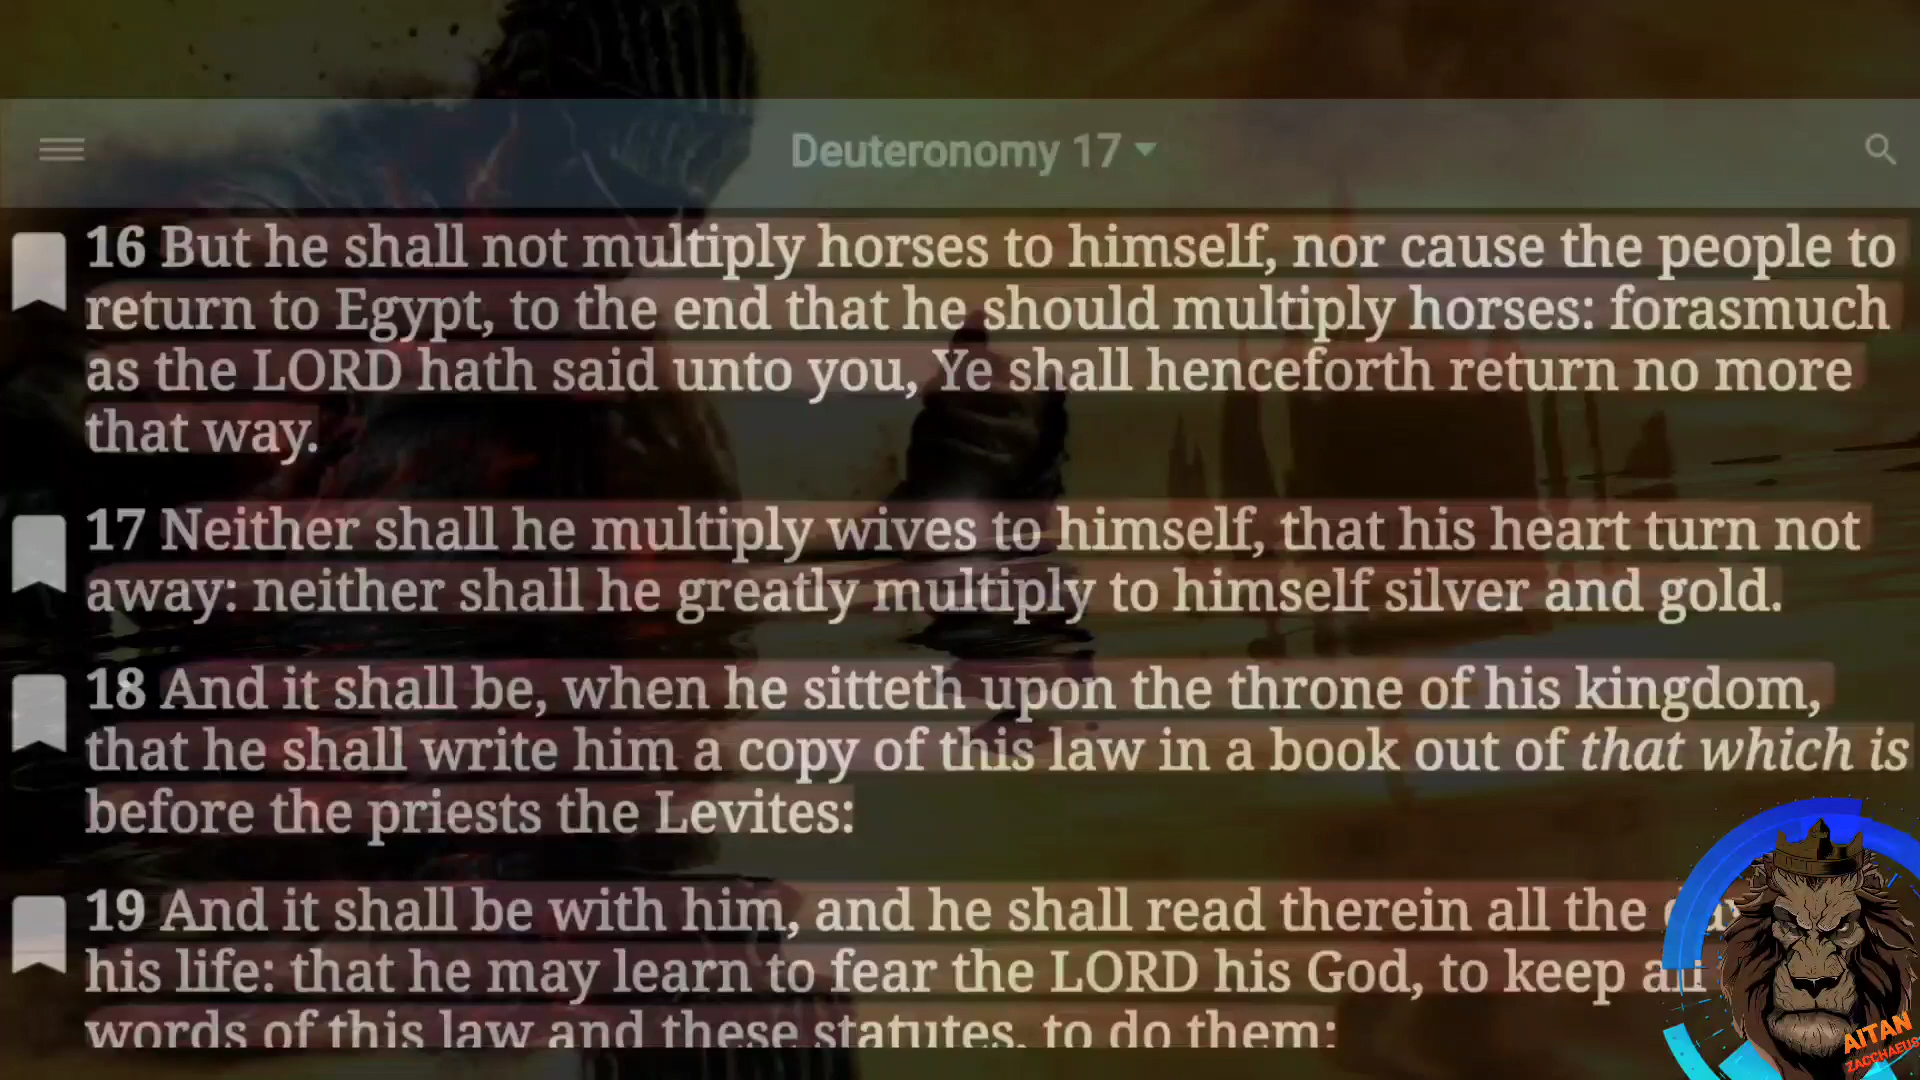 Deuteronomy 17
16 But he shall not multiply horses to himself, nor cause the people to
return to Egypt, to the end that he should multiply horses: forasmuch
as the LORD hath said unto you, Ye shall henceforth return no more
that way.
17 Neither shall he multiply wives to himself, that his heart turn not
away: neither shall he greatly multiply to himself silver and gold.
18 And it shall be, when he sitteth upon the throne of his kingdom,
that he shall write him a copy of this law in a book out of that which is
before the priests the Levites:
19 And it shall be with him, and he shall read therein all the
his life: that he may learn to fear the LORD his God, to keep all
words of this law and these statutes, to do them:
AITAN
ZACCHAEUS